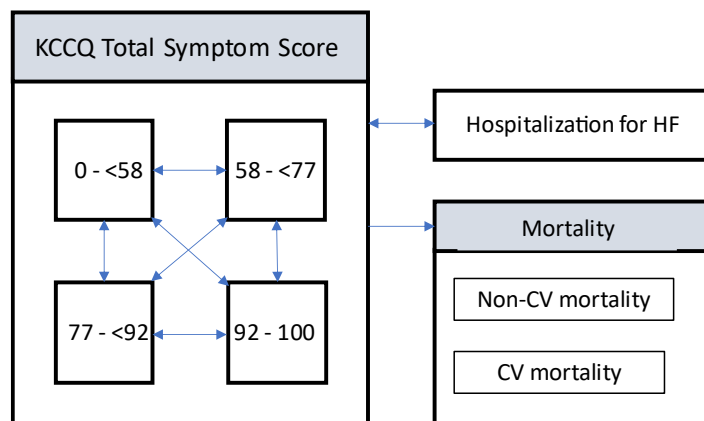 KCCQ Total Symptom Score
0 - <58
58 - <77
77 - <92
92 - 100
Hospitalization for HF
Mortality
Non-CV mortality
CV mortality